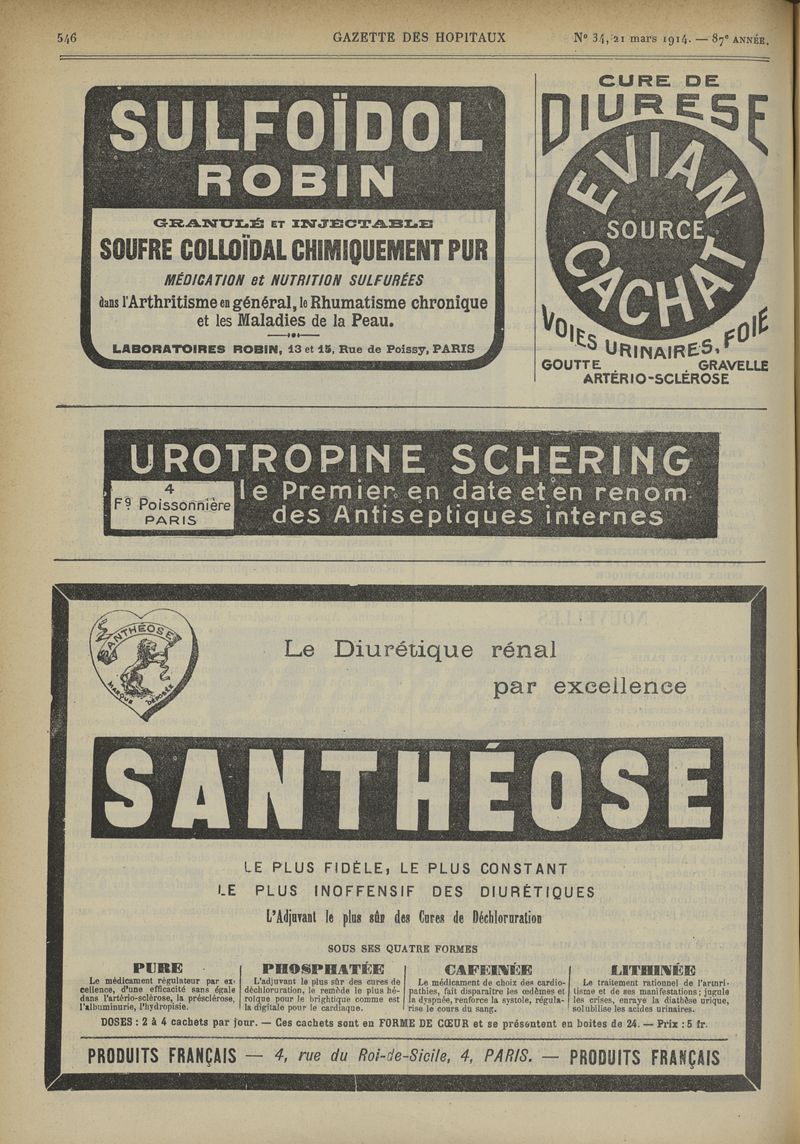 546
GAZETTE DES HOPITAUX
N° 34, 21 mars 1914. — 87e ANNÉE.
SULFOÏDOL
ROBIN
GRANULÉ ET INJECTABLE
SOUFRE COLLOÏDAL CHIMIQUEMENT PUR
MÉDICATION et NUTRITION SULFURÉES
dans l'Arthritisme en général, le Rhumatisme chronique
et les Maladies de la Peau.
LABORATOIRES ROBIN, 13 et 15, Rue de Poissy, PARIS
CURE DE
DIURESE
EVIAN
SOURCE
CACHAT
VOIES URINAIRES, FOIE
GOUTTE GRAVELLE
ARTÉRIO-SCLÉROSE
UROTROPINE SCHERING
4
Fg Poissonnière
PARIS
le Premier en date et en renom
des Antiseptiques internes
SANTHÉOSE
MARQUE DÉPOSÉE
Le Diurétique rénal
par excellence
SANTHÉOSE
LE PLUS FIDÈLE, LE PLUS CONSTANT
LE PLUS INOFFENSIF DES DIURÉTIQUES
L'Adjuvant le plus sûr des Cures de Déchloruration
SOUS SES QUATRE FORMES
PURE
Le médicament régulateur par ex-
cellence, d'une efficacité sans égale
dans l'artério-sclérose, la présclérose,
l'albuminurie, l'hydropisie.
PHOSPHATÉE
L'adjuvant le plus sûr des cures de
déchloruration, le remède le plus hé-
roïque pour le brightique comme est
la digitale pour le cardiaque.
CAFÉINÉE
Le médicament de choix des cardio-
pathies, fait disparaître les œdèmes et
la dyspnée, renforce la systole, régula-
rise le cours du sang.
LITHINÉE
Le traitement rationnel de l'arthri-
tisme et de ses manifestations ; jugule
les crises, enraye la diathèse urique,
solubilise les acides urinaires.
DOSES : 2 à 4 cachets par jour. — Ces cachets sont en FORME DE CŒUR et se présentent en boîtes de 24. — Prix : 5 fr.
PRODUITS FRANÇAIS — 4, rue du Roi-de-Sicile, 4, PARIS. — PRODUITS FRANÇAIS